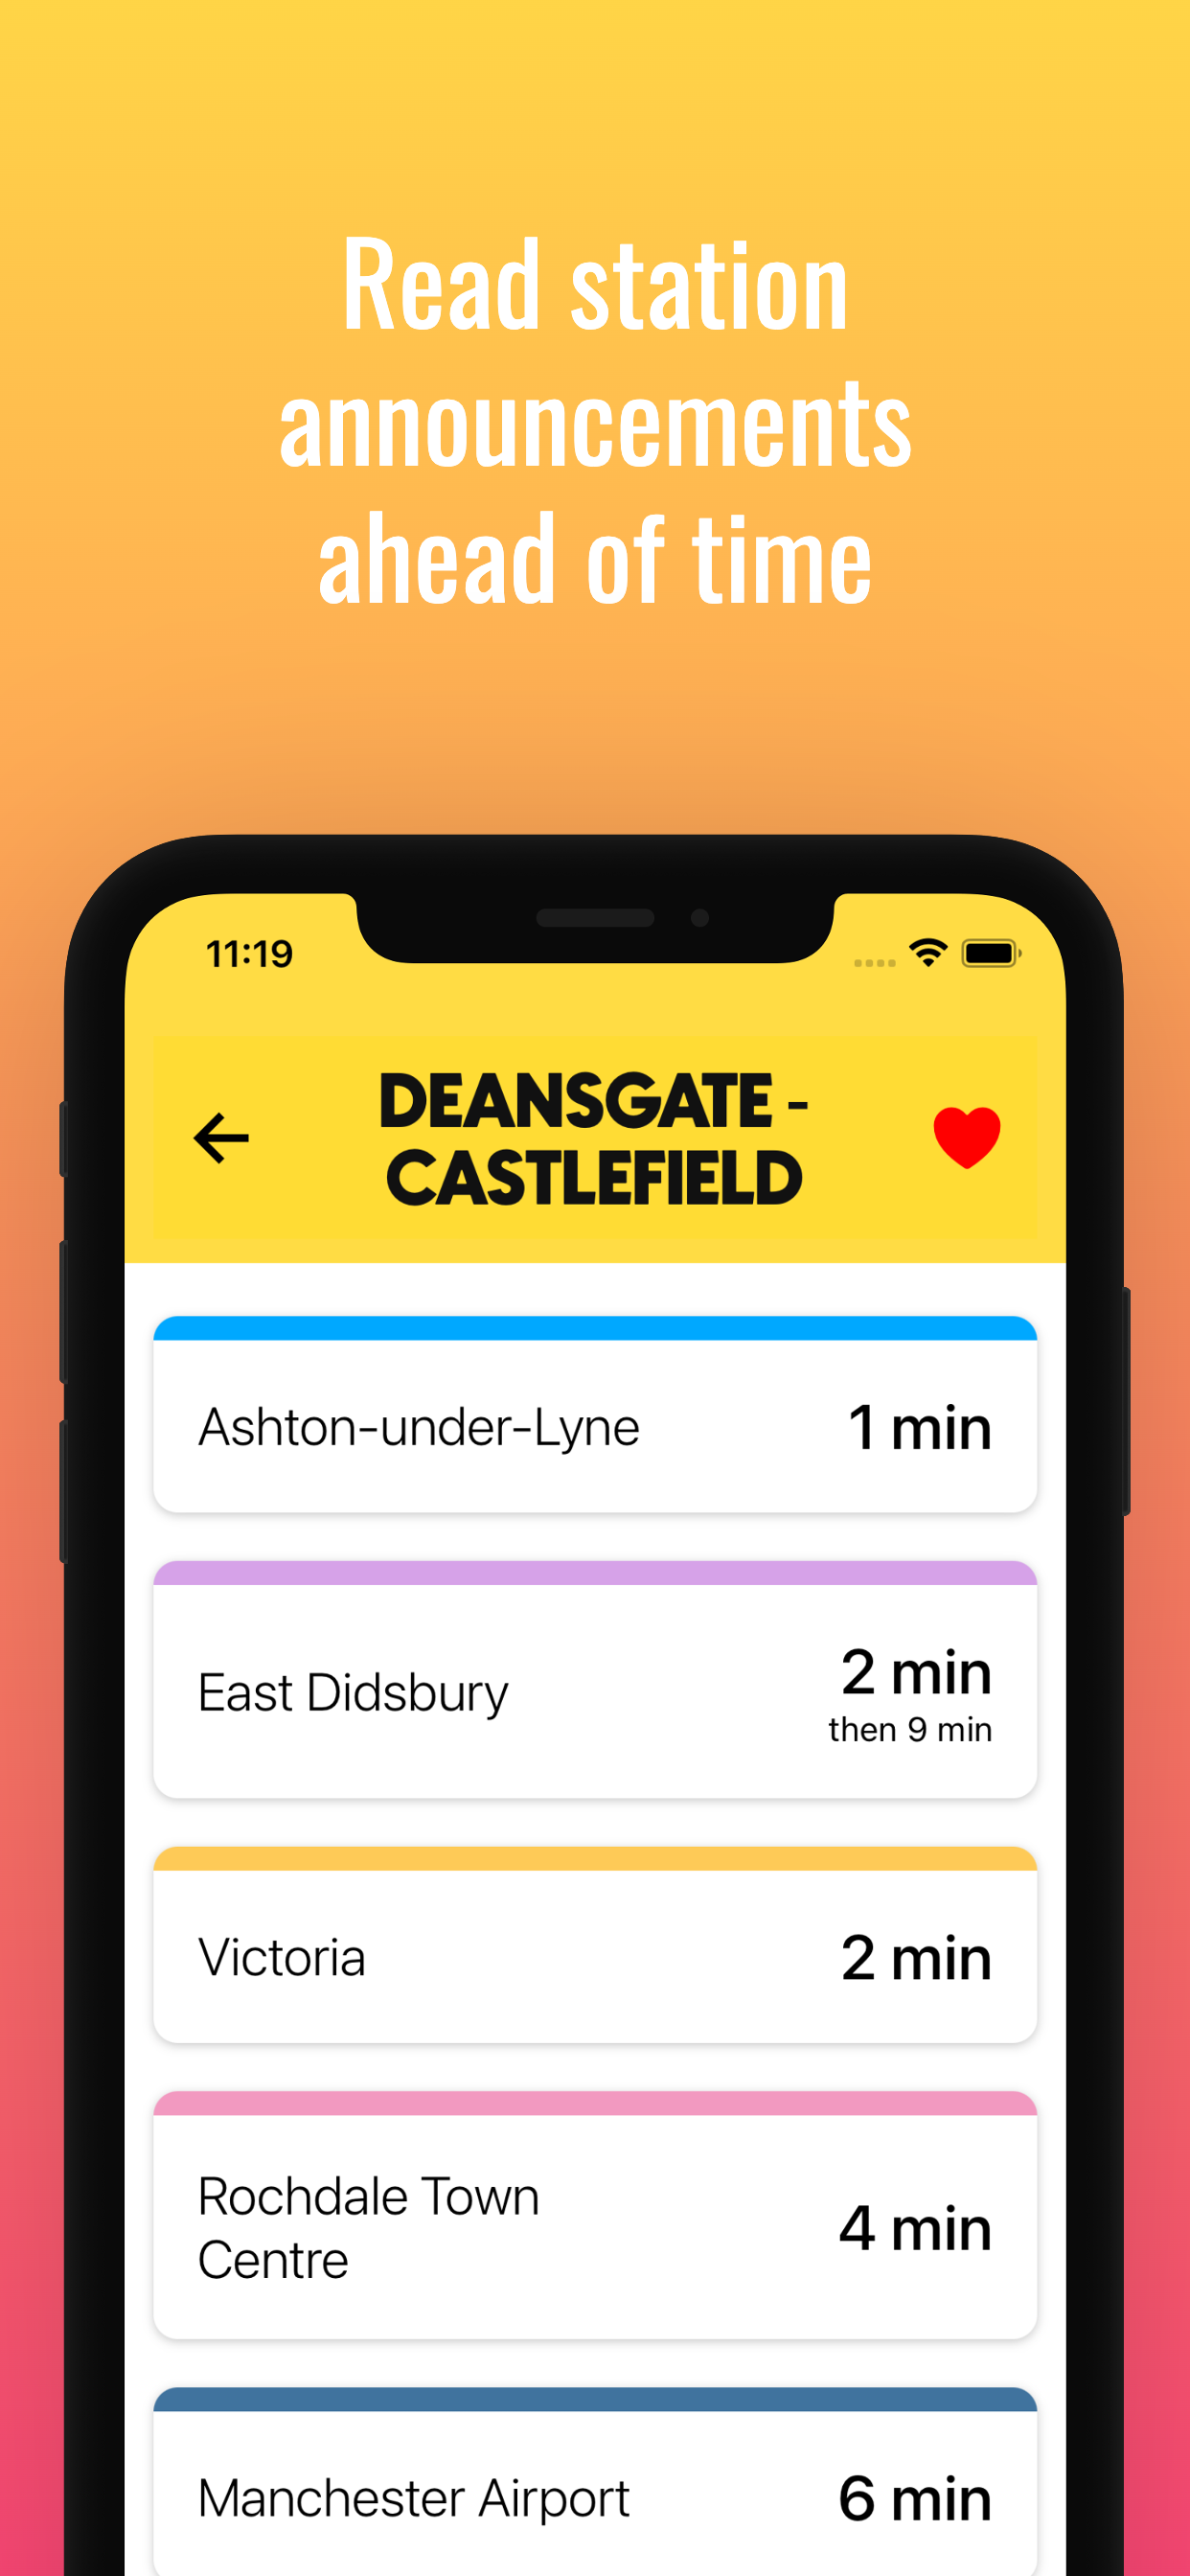 Read station
announcements
ahead of time
11:19
DEANSGATE -
CASTLEFIELD
Ashton-under-Lyne
1 min
East Didsbury
2 min
then 9 min
Victoria
2 min
Rochdale Town
Centre
4 min
Manchester Airport
6 min